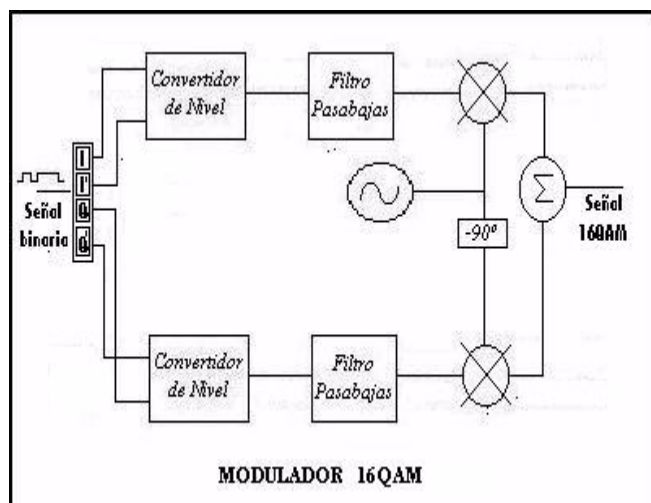 Convertidor
de Nivel
Filtro
Pasabajas
I
I'
Q
Q'
Señal
binaria
-90º
Σ
Señal
16QAM
Convertidor
de Nivel
Filtro
Pasabajas
MODULADOR 16QAM